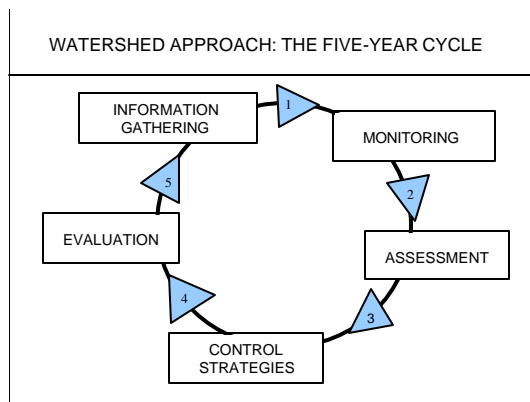 WATERSHED APPROACH: THE FIVE-YEAR CYCLE
INFORMATION
GATHERING
1
MONITORING
2
ASSESSMENT
3
CONTROL
STRATEGIES
4
EVALUATION
5